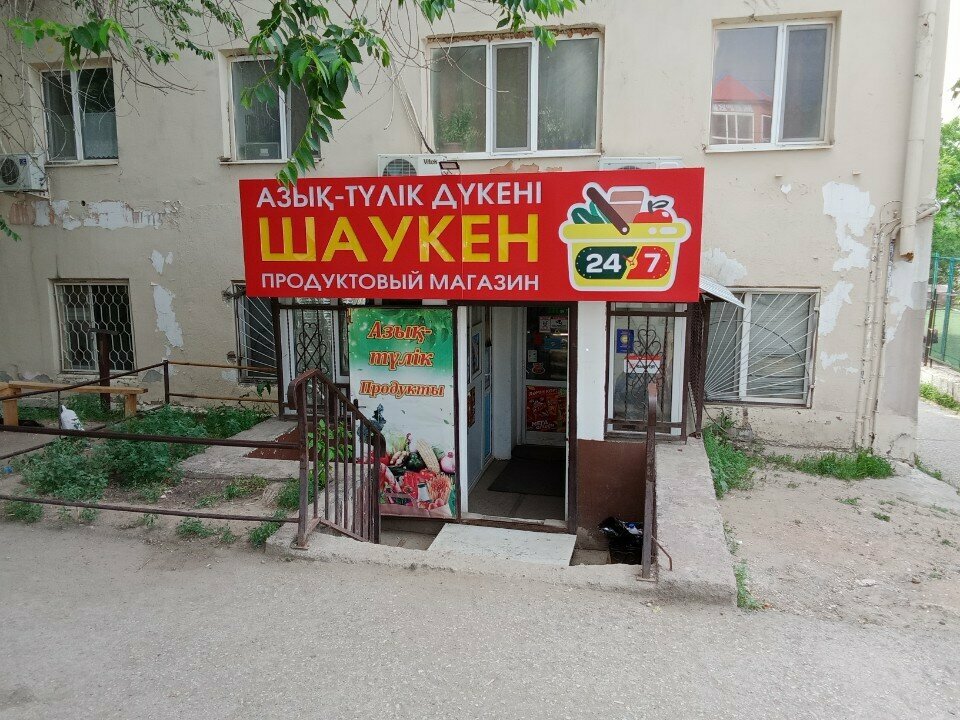 АЗЫҚ-ТҮЛІК ДҮКЕНІ
ШАУКЕН
ПРОДУКТОВЫЙ МАГАЗИН
24 7
Азық-
түлік
Продукты